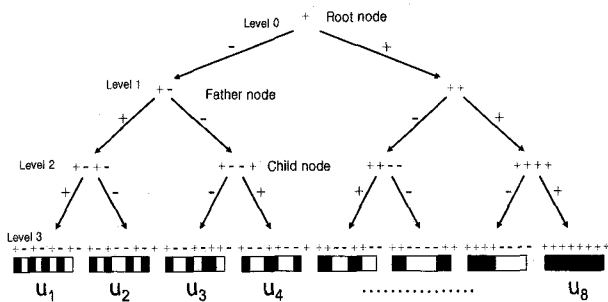 Level 0 + Root node
- +
Level 1 + - Father node + +
+ - - +
Level 2 + - + - + - - + Child node + + - - + + + +
+ - - + - + - +
Level 3
u1 u2 u3 u4 .................. u8